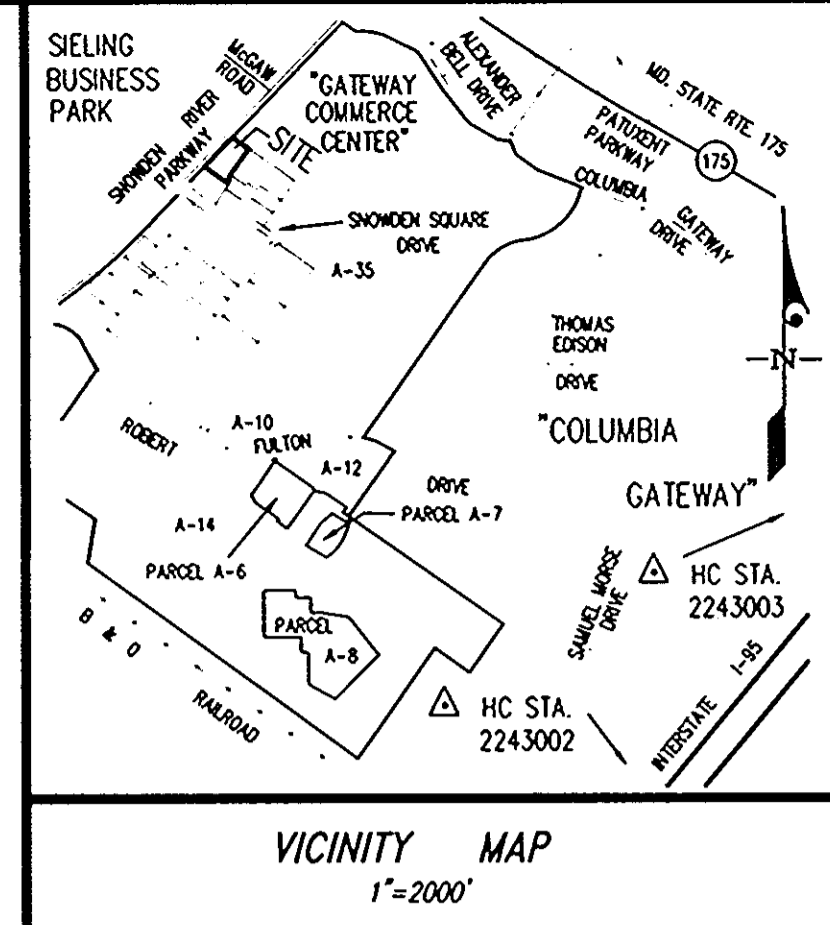 SIELING
BUSINESS
PARK
McGAW
ROAD
SNOWDEN RIVER
PARKWAY
"GATEWAY
COMMERCE
CENTER"
SITE
ALEXANDER
BELL DRIVE
MD. STATE RTE. 175
PATUXENT
PARKWAY
175
COLUMBIA GATEWAY
DRIVE
SNOWDEN SQUARE
DRIVE
A-35
THOMAS
EDISON
DRIVE
N
"COLUMBIA
GATEWAY"
ROBERT FULTON DRIVE
A-10
A-12
PARCEL A-7
A-14
PARCEL A-6
PARCEL
A-8
B & O
RAILROAD
SAMUEL MORSE
DRIVE
HC STA.
2243003
HC STA.
2243002
INTERSTATE I-95
VICINITY MAP
1"=2000'